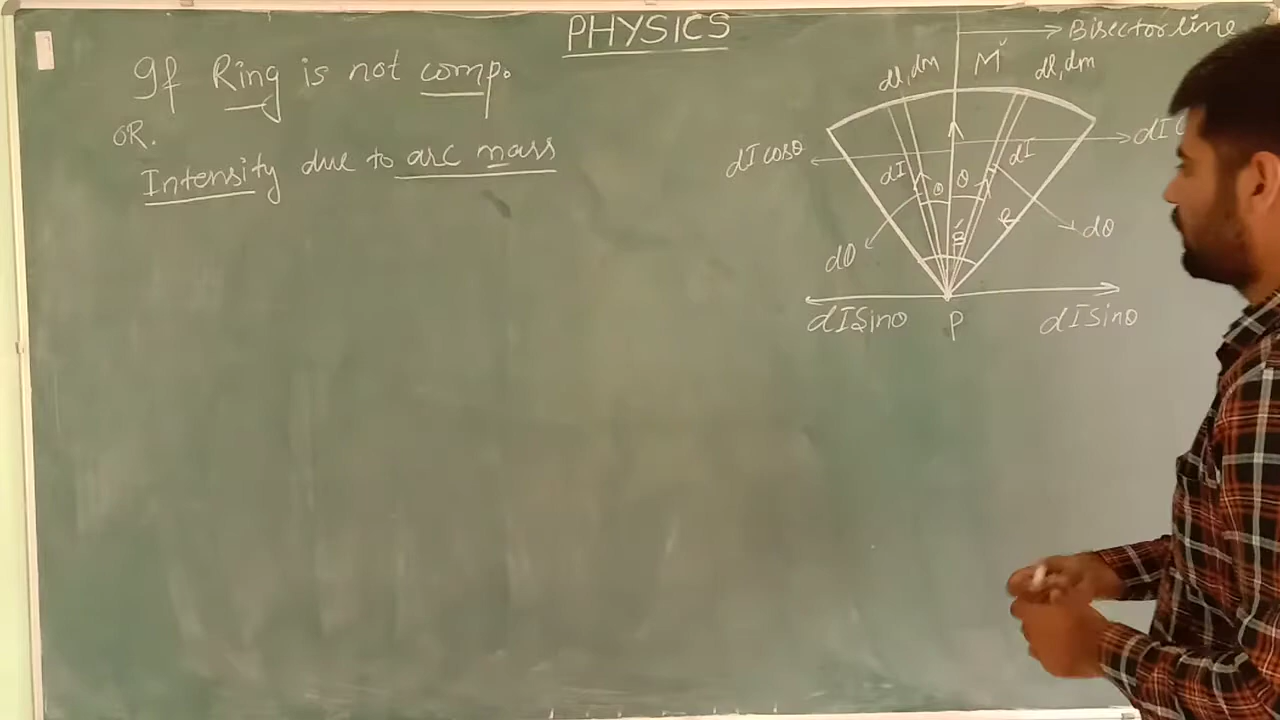 PHYSICS
If Ring is not comp.
OR.
Intensity due to arc mass
Bisector line
dl, dm
M
dl, dm
dI cosθ
dI
dI
θ
θ
dI
R
dθ
dθ
dI Sinθ
P
dI Sinθ